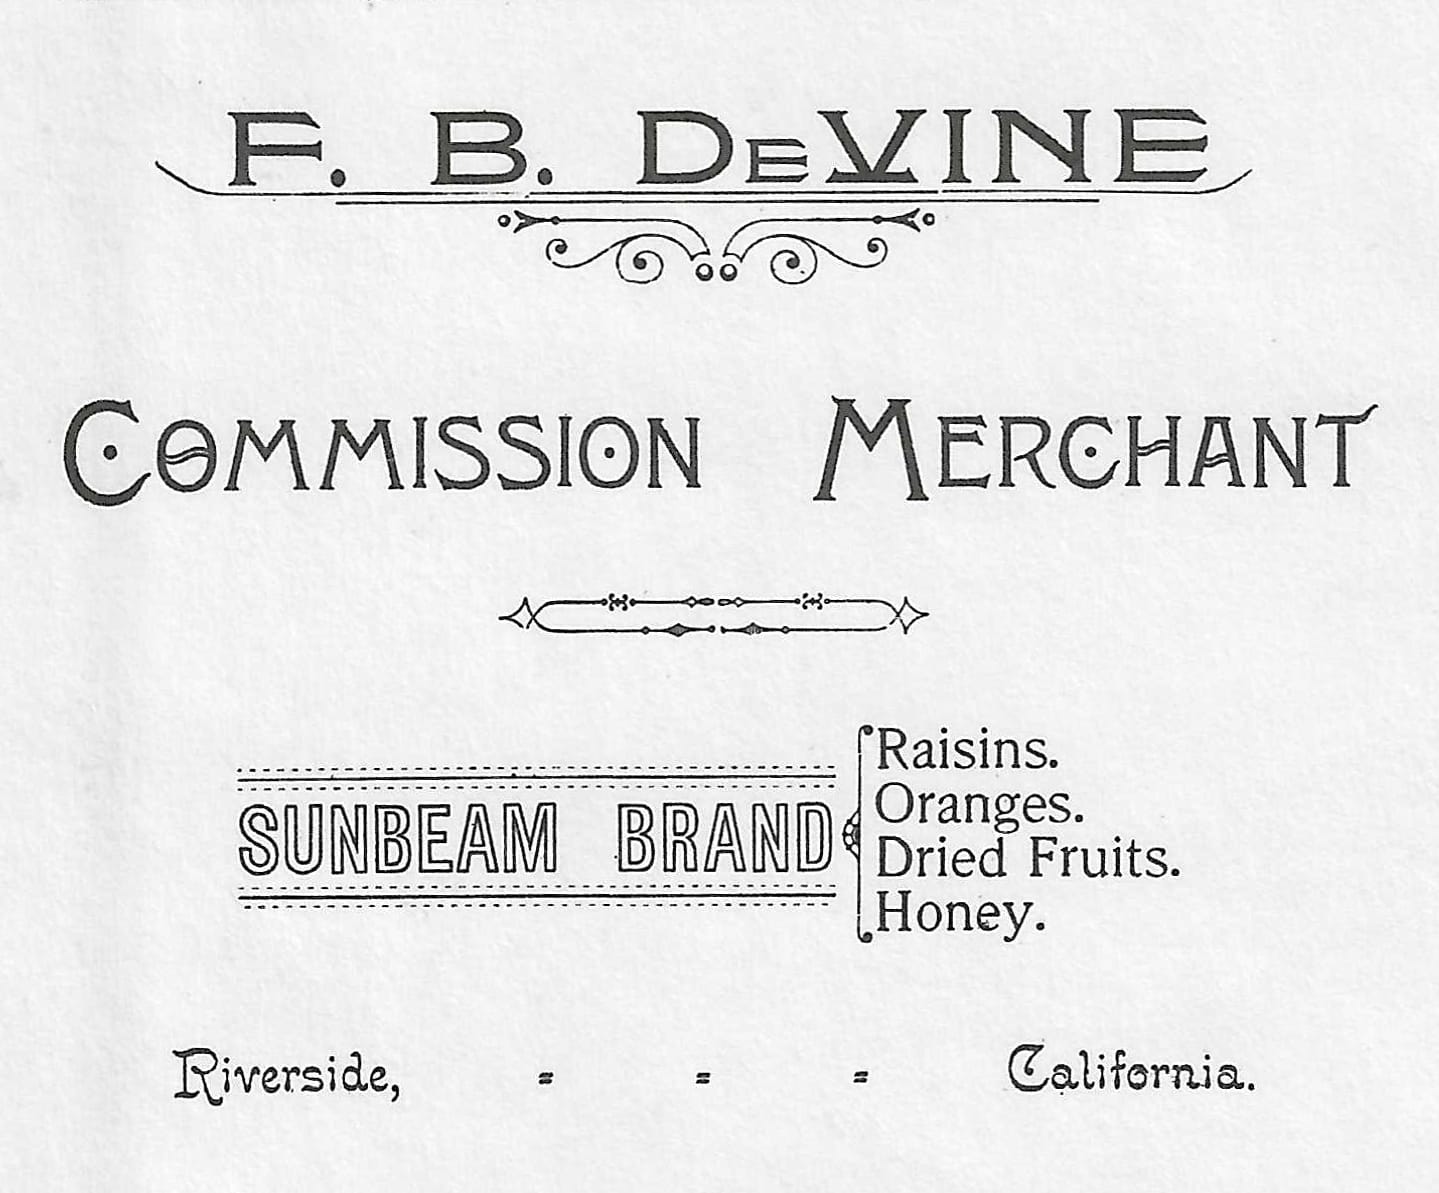 F. B. DEVINE
COMMISSION MERCHANT
SUNBEAM BRAND
Raisins.
Oranges.
Dried Fruits.
Honey.
Riverside, - - - California.